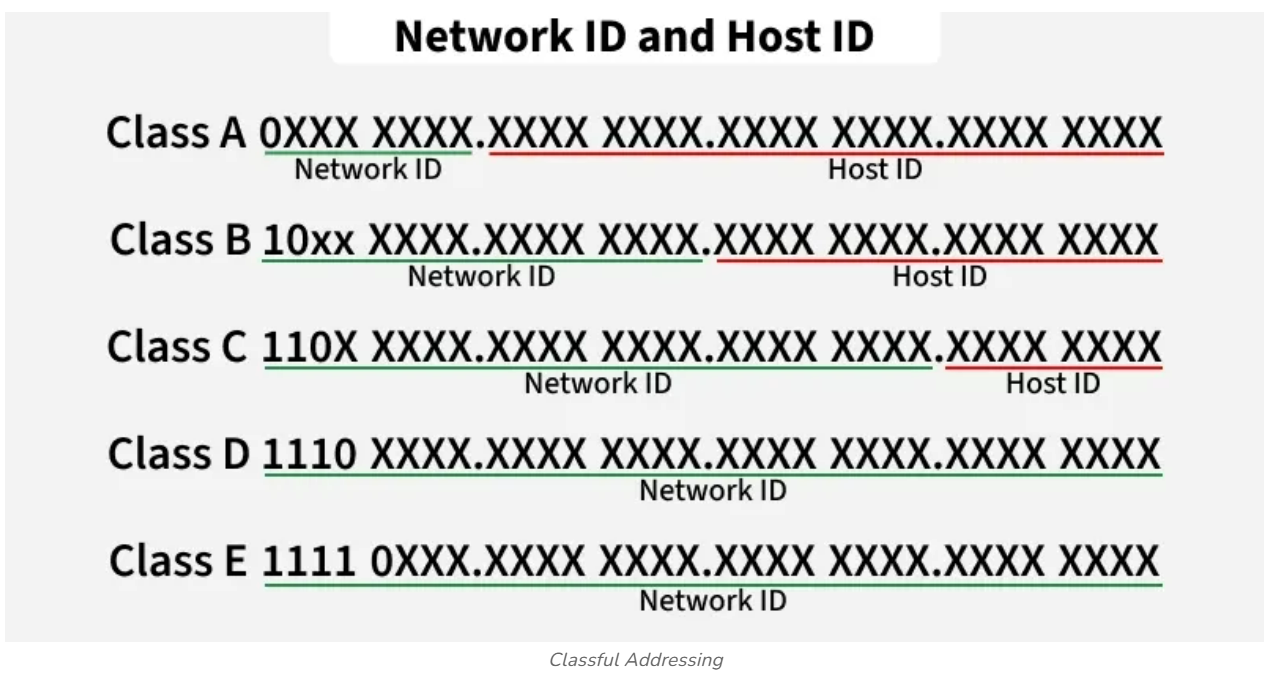 Network ID and Host ID
Class A 0XXX XXXX.XXXX XXXX.XXXX XXXX.XXXX XXXX
Network ID Host ID
Class B 10xx XXXX.XXXX XXXX.XXXX XXXX.XXXX XXXX
Network ID Host ID
Class C 110X XXXX.XXXX XXXX.XXXX XXXX.XXXX XXXX
Network ID Host ID
Class D 1110 XXXX.XXXX XXXX.XXXX XXXX.XXXX XXXX
Network ID
Class E 1111 0XXX.XXXX XXXX.XXXX XXXX.XXXX XXXX
Network ID
Classful Addressing